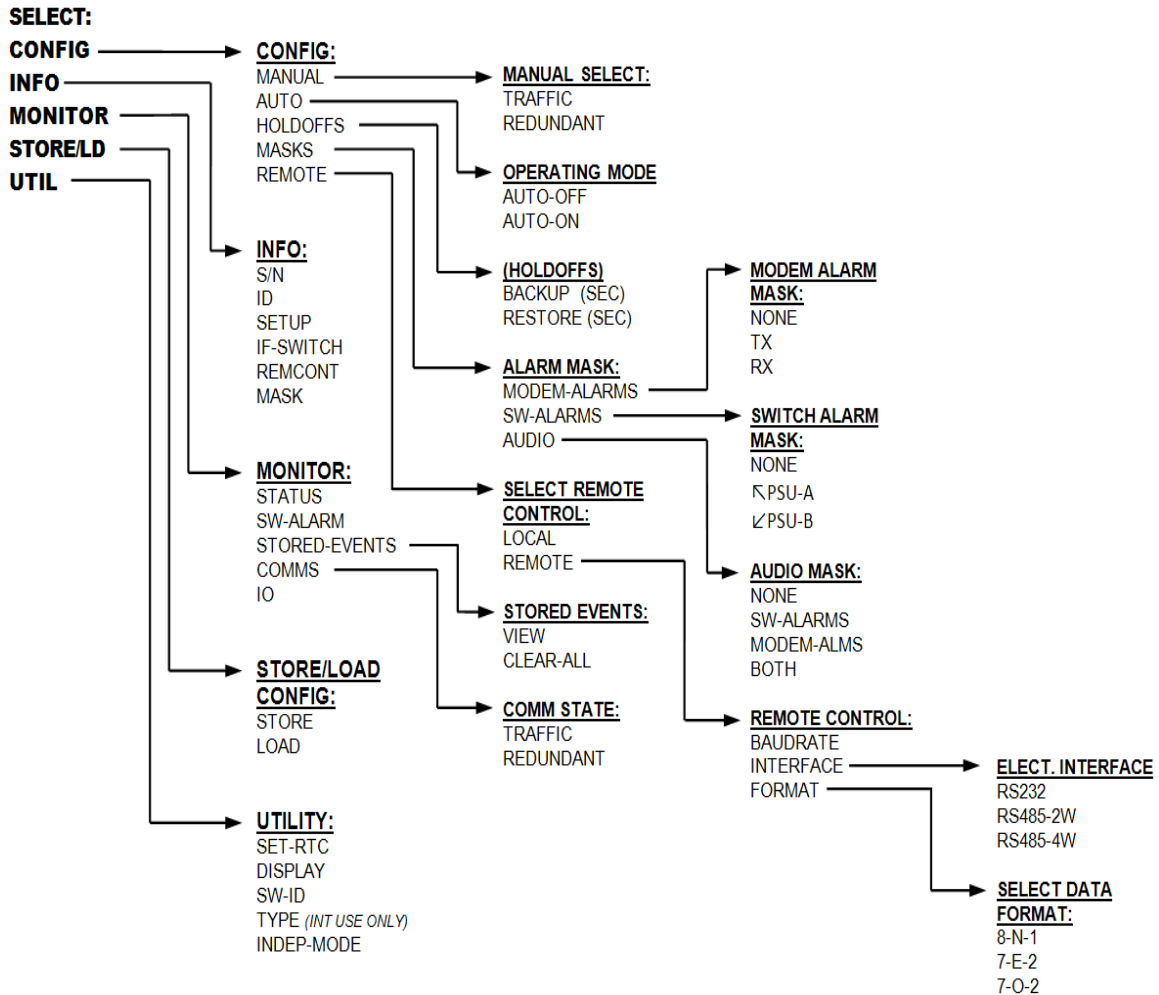 SELECT:
CONFIG
INFO
MONITOR
STORE/LD
UTIL
CONFIG:
MANUAL
AUTO
HOLDOFFS
MASKS
REMOTE
INFO:
S/N
ID
SETUP
IF-SWITCH
REMCONT
MASK
MONITOR:
STATUS
SW-ALARM
STORED-EVENTS
COMMS
IO
STORE/LOAD
CONFIG:
STORE
LOAD
UTILITY:
SET-RTC
DISPLAY
SW-ID
TYPE (INT USE ONLY)
INDEP-MODE
MANUAL SELECT:
TRAFFIC
REDUNDANT
OPERATING MODE
AUTO-OFF
AUTO-ON
(HOLDOFFS)
BACKUP (SEC)
RESTORE (SEC)
ALARM MASK:
MODEM-ALARMS
SW-ALARMS
AUDIO
SELECT REMOTE
CONTROL:
LOCAL
REMOTE
STORED EVENTS:
VIEW
CLEAR-ALL
COMM STATE:
TRAFFIC
REDUNDANT
MODEM ALARM
MASK:
NONE
TX
RX
SWITCH ALARM
MASK:
NONE
↖PSU-A
↙PSU-B
AUDIO MASK:
NONE
SW-ALARMS
MODEM-ALMS
BOTH
REMOTE CONTROL:
BAUDRATE
INTERFACE
FORMAT
ELECT. INTERFACE
RS232
RS485-2W
RS485-4W
SELECT DATA
FORMAT:
8-N-1
7-E-2
7-O-2